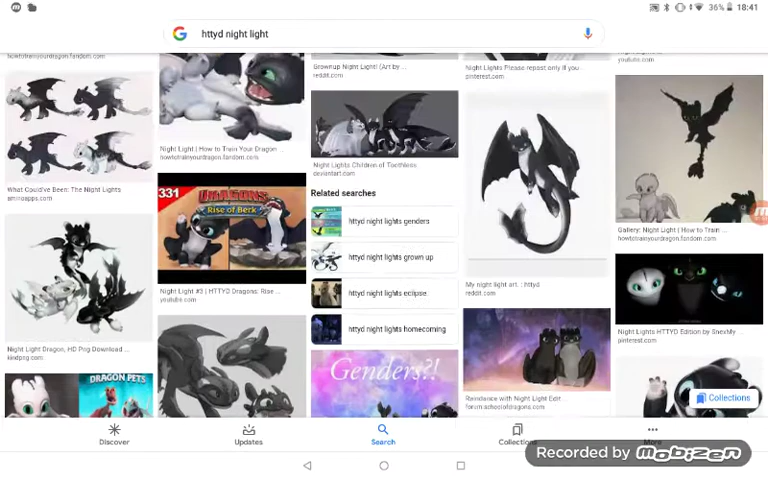 36% 18:41
httyd night light
howtotrainyourdragon.fandom.com
What Could've Been: The Night Lights
aminoapps.com
Night Light Dragon, HD Png Download ...
kindpng.com
DRAGON PETS
Night Light | How to Train Your Dragon ...
howtotrainyourdragon.fandom.com
331
DRAGONS
Rise of Berk
Night Light #3 | HTTYD Dragons: Rise ...
youtube.com
Grownup Night Light! (Art by ...
reddit.com
Night Lights Children of Toothless
deviantart.com
Related searches
httyd night lights genders
httyd night lights grown up
httyd night lights eclipse
httyd night lights homecoming
Genders?!
Night Lights Please repost only if you ...
pinterest.com
My night light art. : httyd
reddit.com
Reindance with Night Light Edit...
forum.schoolofdragons.com
youtube.com
Gallery: Night Light | How to Train ...
howtotrainyourdragon.fandom.com
Night Lights HTTYD Edition by SnexMy ...
pinterest.com
Collections
Discover
Updates
Search
Collections
More
Recorded by mobizen